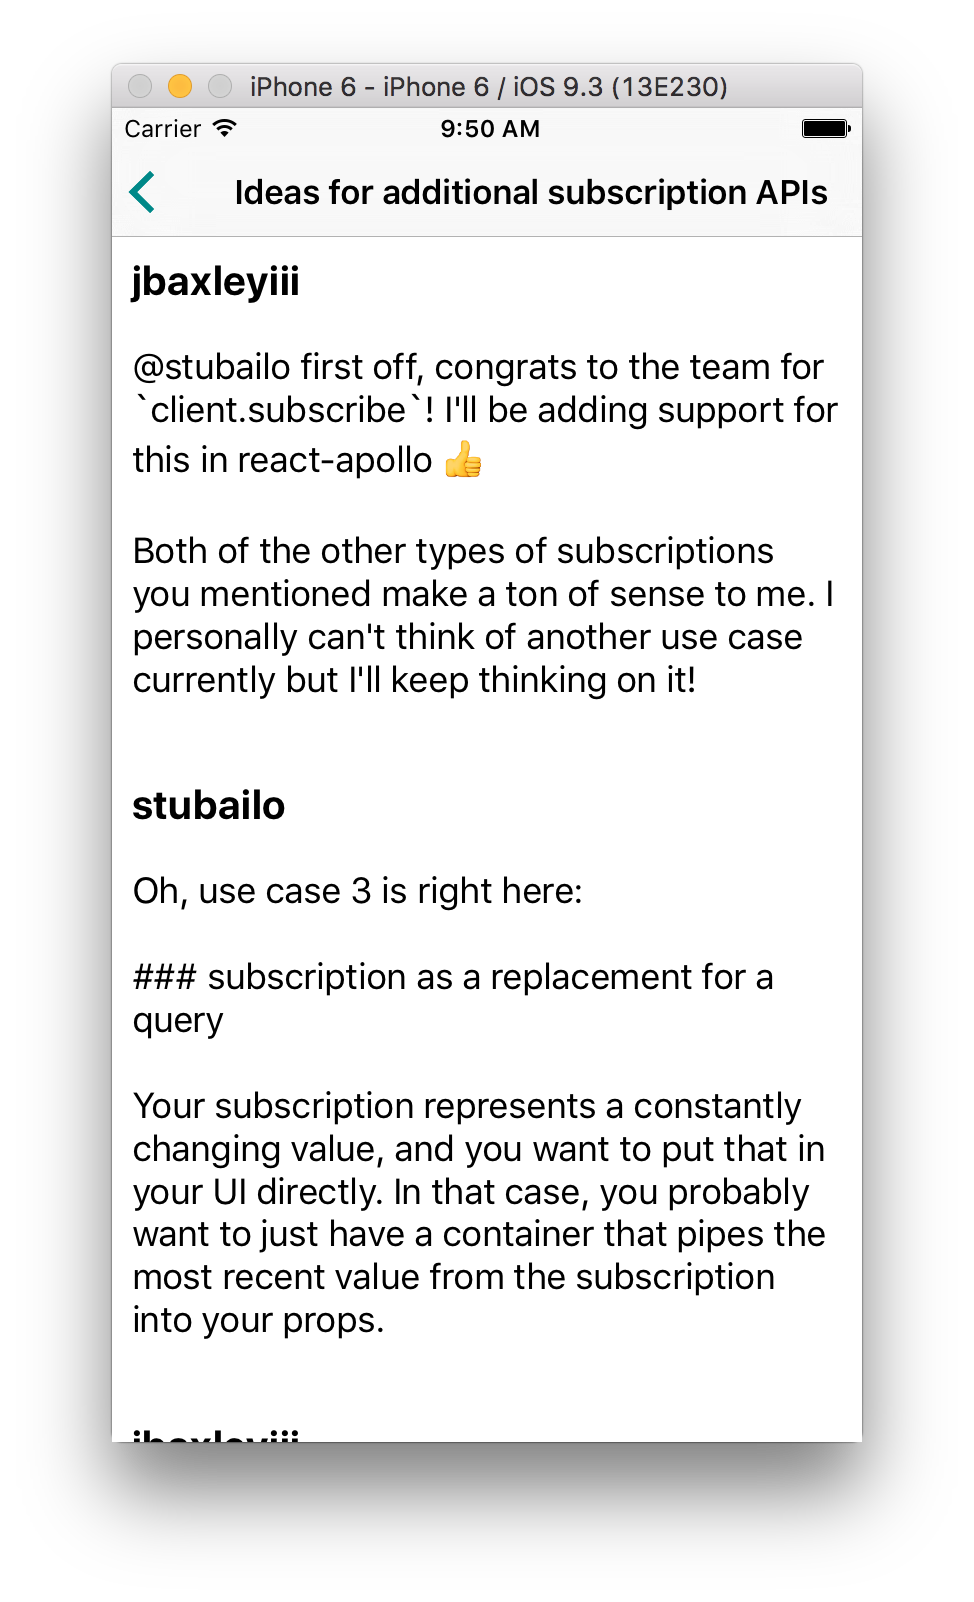 iPhone 6 - iPhone 6 / iOS 9.3 (13E230)
Carrier 9:50 AM
Ideas for additional subscription APIs
jbaxleyiii
@stubailo first off, congrats to the team for
`client.subscribe`! I'll be adding support for
this in react-apollo 👍
Both of the other types of subscriptions
you mentioned make a ton of sense to me. I
personally can't think of another use case
currently but I'll keep thinking on it!
stubailo
Oh, use case 3 is right here:
### subscription as a replacement for a
query
Your subscription represents a constantly
changing value, and you want to put that in
your UI directly. In that case, you probably
want to just have a container that pipes the
most recent value from the subscription
into your props.
jbaxleyiii